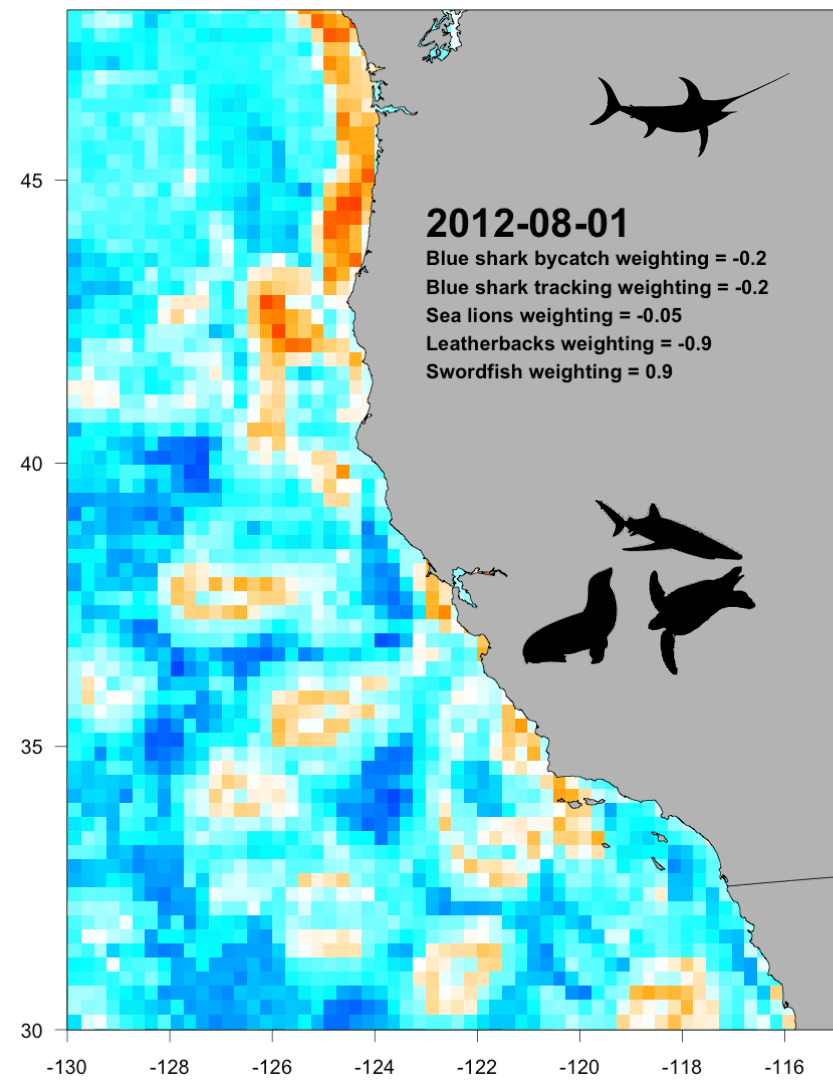 2012-08-01
Blue shark bycatch weighting = -0.2
Blue shark tracking weighting = -0.2
Sea lions weighting = -0.05
Leatherbacks weighting = -0.9
Swordfish weighting = 0.9
45
40
35
30
-130 -128 -126 -124 -122 -120 -118 -116